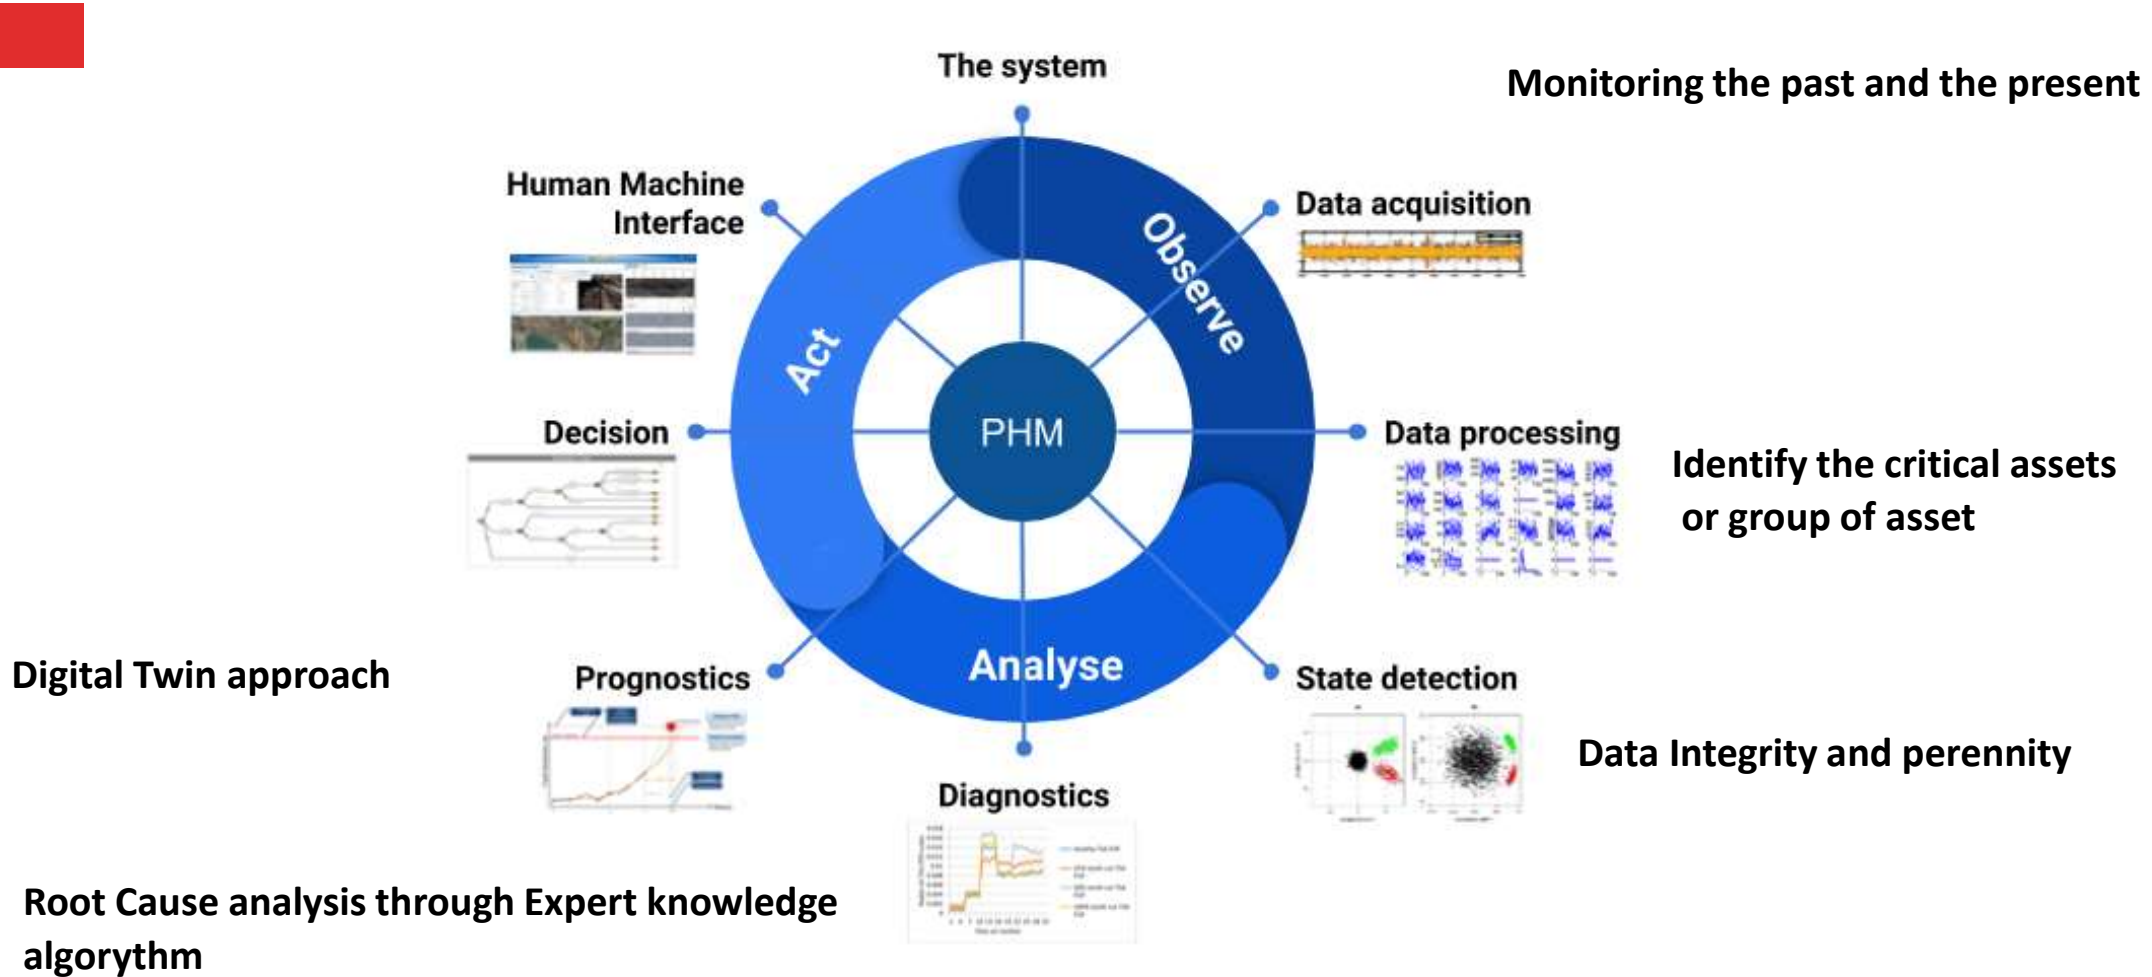 The system
Monitoring the past and the present
Human Machine
Interface
Data acquisition
Observe
Act
PHM
Decision
Data processing
Identify the critical assets
or group of asset
Digital Twin approach
Prognostics
Analyse
State detection
Data Integrity and perennity
Diagnostics
Root Cause analysis through Expert knowledge
algorythm